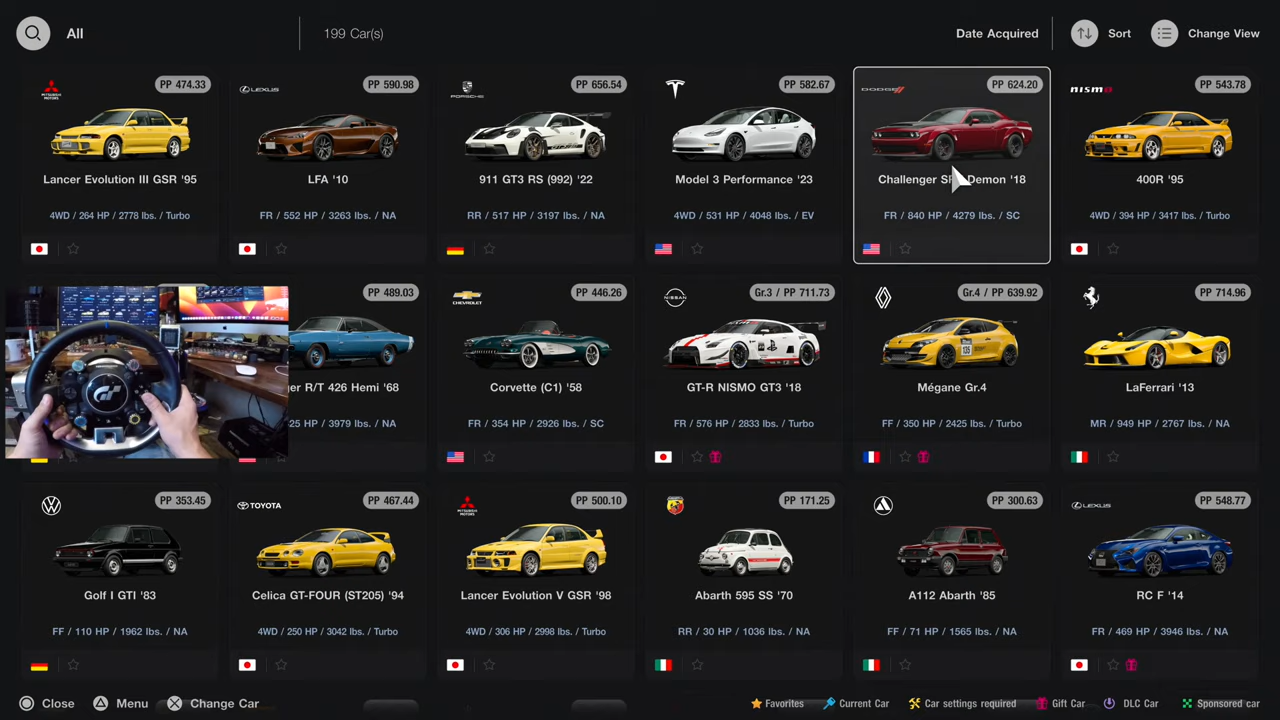 All
199 Car(s)
Date Acquired
Sort
Change View
PP 474.33
MITSUBISHI MOTORS
Lancer Evolution III GSR '95
4WD / 264 HP / 2778 lbs. / Turbo
PP 590.98
LEXUS
LFA '10
FR / 552 HP / 3263 lbs. / NA
PP 656.54
PORSCHE
911 GT3 RS (992) '22
RR / 517 HP / 3197 lbs. / NA
PP 582.67
Model 3 Performance '23
4WD / 531 HP / 4048 lbs. / EV
PP 624.20
DODGE
Challenger Demon '18
FR / 840 HP / 4279 lbs. / SC
PP 543.78
nismo
400R '95
4WD / 394 HP / 3417 lbs. / Turbo
PP 489.03
R/T 426 Hemi '68
HP / 3979 lbs. / NA
PP 446.26
CHEVROLET
Corvette (C1) '58
FR / 354 HP / 2926 lbs. / SC
Gr.3 / PP 711.73
NISSAN
GT-R NISMO GT3 '18
FR / 576 HP / 2833 lbs. / Turbo
Gr.4 / PP 639.92
Mégane Gr.4
FF / 350 HP / 2425 lbs. / Turbo
PP 714.96
LaFerrari '13
MR / 949 HP / 2767 lbs. / NA
PP 353.45
Golf I GTI '83
FF / 110 HP / 1962 lbs. / NA
PP 467.44
TOYOTA
Celica GT-FOUR (ST205) '94
4WD / 250 HP / 3042 lbs. / Turbo
PP 500.10
MITSUBISHI MOTORS
Lancer Evolution V GSR '98
4WD / 306 HP / 2998 lbs. / Turbo
PP 171.25
Abarth 595 SS '70
RR / 30 HP / 1036 lbs. / NA
PP 300.63
A112 Abarth '85
FF / 71 HP / 1565 lbs. / NA
PP 548.77
LEXUS
RC F '14
FR / 469 HP / 3946 lbs. / NA
Close
Menu
Change Car
Favorites
Current Car
Car settings required
Gift Car
DLC Car
Sponsored car